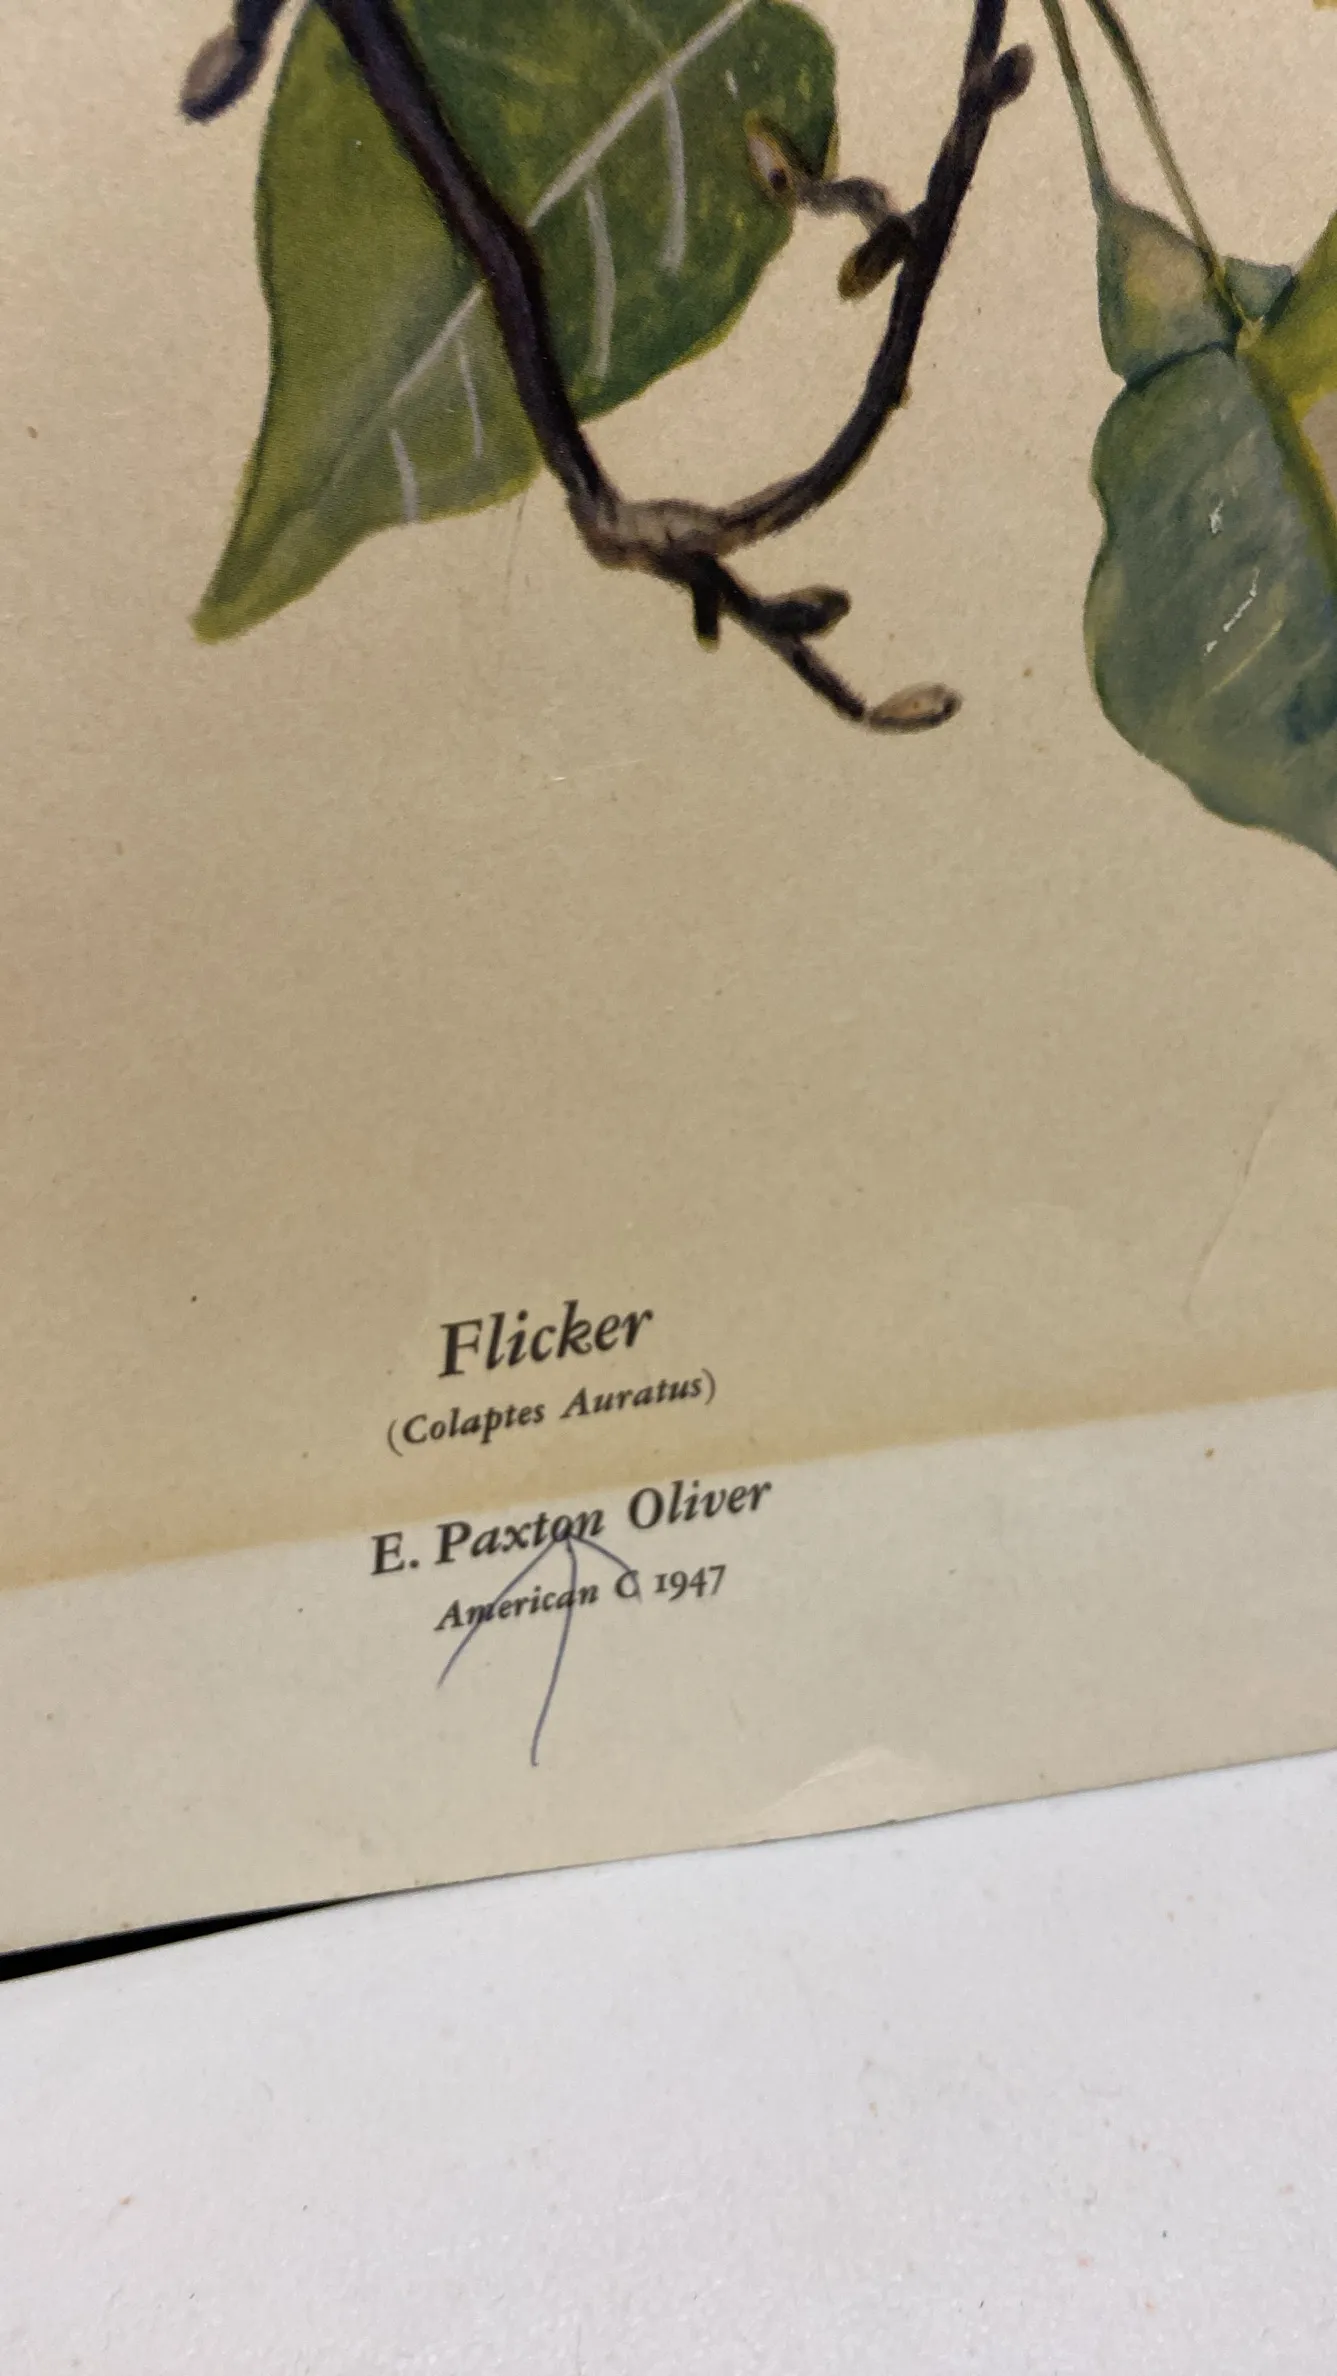 Flicker
(Colaptes Auratus)
E. Paxton Oliver
American C 1947